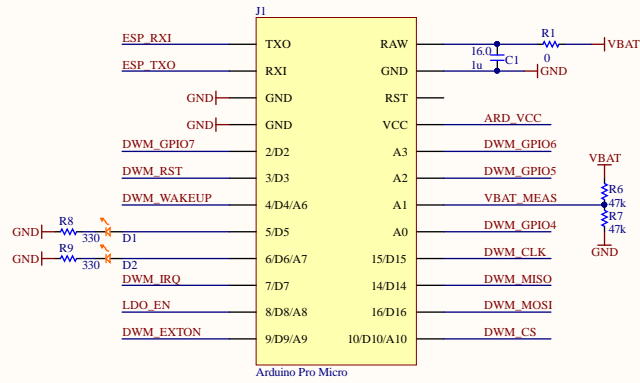 J1
ESP_RXI TXO RAW 16.0 R1 VBAT
1u C1 0
ESP_TXO RXI GND GND
GND GND RST
GND GND VCC ARD_VCC
DWM_GPIO7 2/D2 A3 DWM_GPIO6 VBAT
DWM_RST 3/D3 A2 DWM_GPIO5 R6
47k
DWM_WAKEUP 4/D4/A6 A1 VBAT_MEAS R7
47k
GND R8 330 D1 5/D5 A0 DWM_GPIO4
GND
GND R9 330 D2 6/D6/A7 15/D15 DWM_CLK
DWM_IRQ 7/D7 14/D14 DWM_MISO
LDO_EN 8/D8/A8 16/D16 DWM_MOSI
DWM_EXTON 9/D9/A9 10/D10/A10 DWM_CS
Arduino Pro Micro